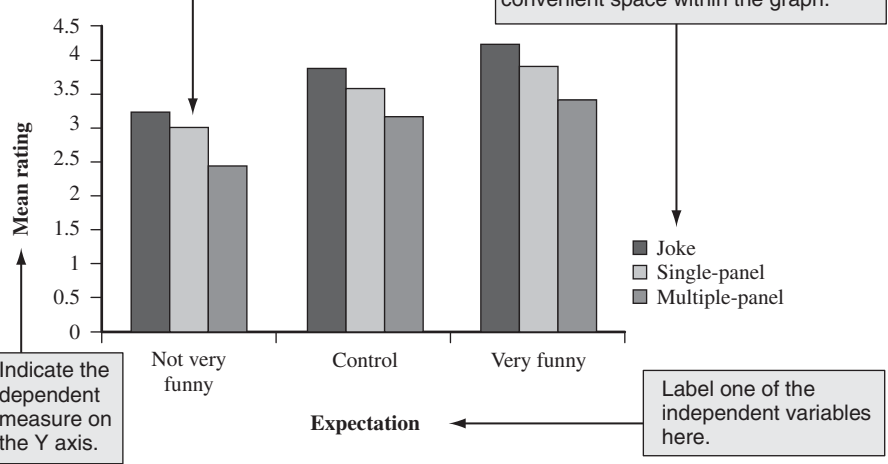 convenient space within the graph.
4.5
4
3.5
3
2.5
2
1.5
1
0.5
0
Mean rating
Joke
Single-panel
Multiple-panel
Not very
funny
Control
Very funny
Expectation
Indicate the
dependent
measure on
the Y axis.
Label one of the
independent variables
here.